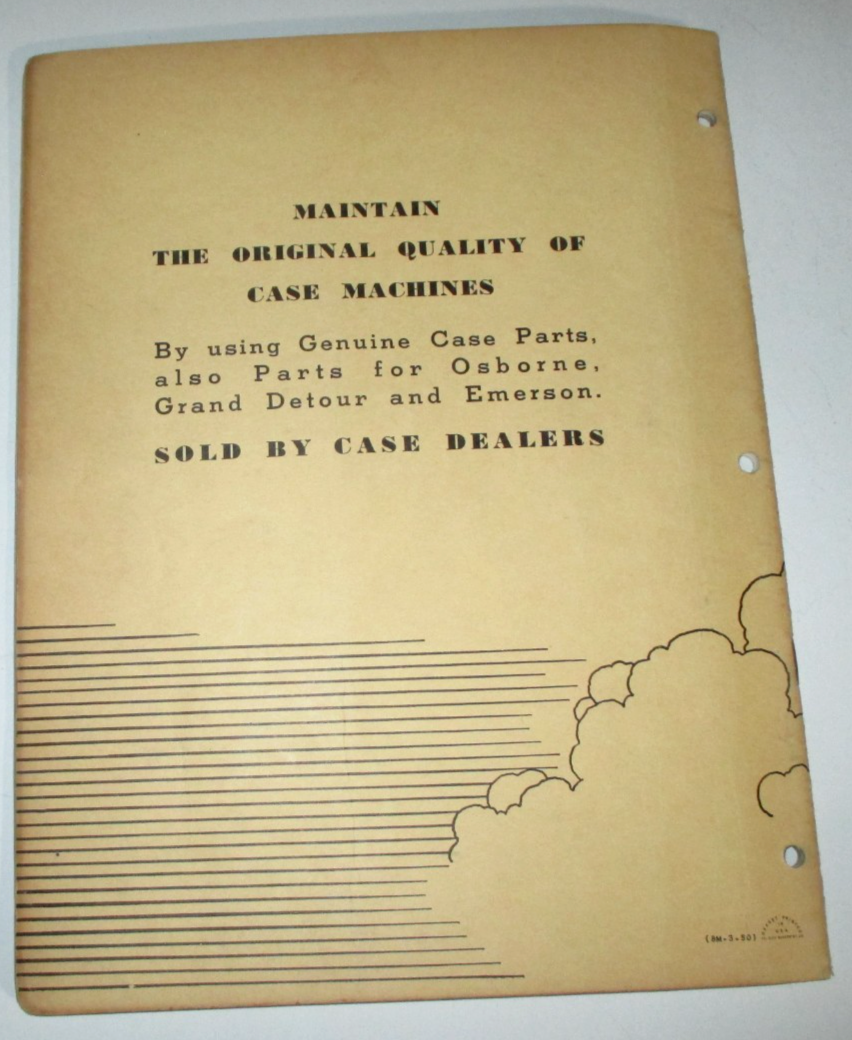 MAINTAIN
THE ORIGINAL QUALITY OF
CASE MACHINES
By using Genuine Case Parts,
also Parts for Osborne,
Grand Detour and Emerson.
SOLD BY CASE DEALERS
(8M-3-50)